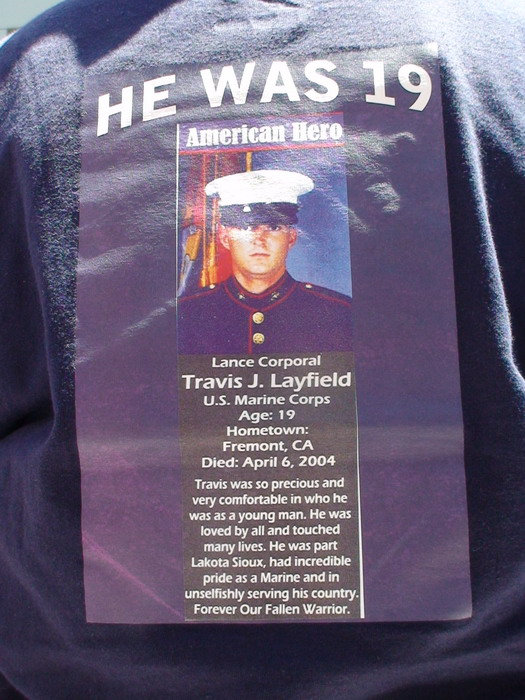 HE WAS 19
American Hero
Lance Corporal
Travis J. Layfield
U.S. Marine Corps
Age: 19
Hometown:
Fremont, CA
Died: April 6, 2004
Travis was so precious and
very comfortable in who he
was as a young man. He was
loved by all and touched
many lives. He was part
Lakota Sioux, had incredible
pride as a Marine and in
unselfishly serving his country.
Forever Our Fallen Warrior.